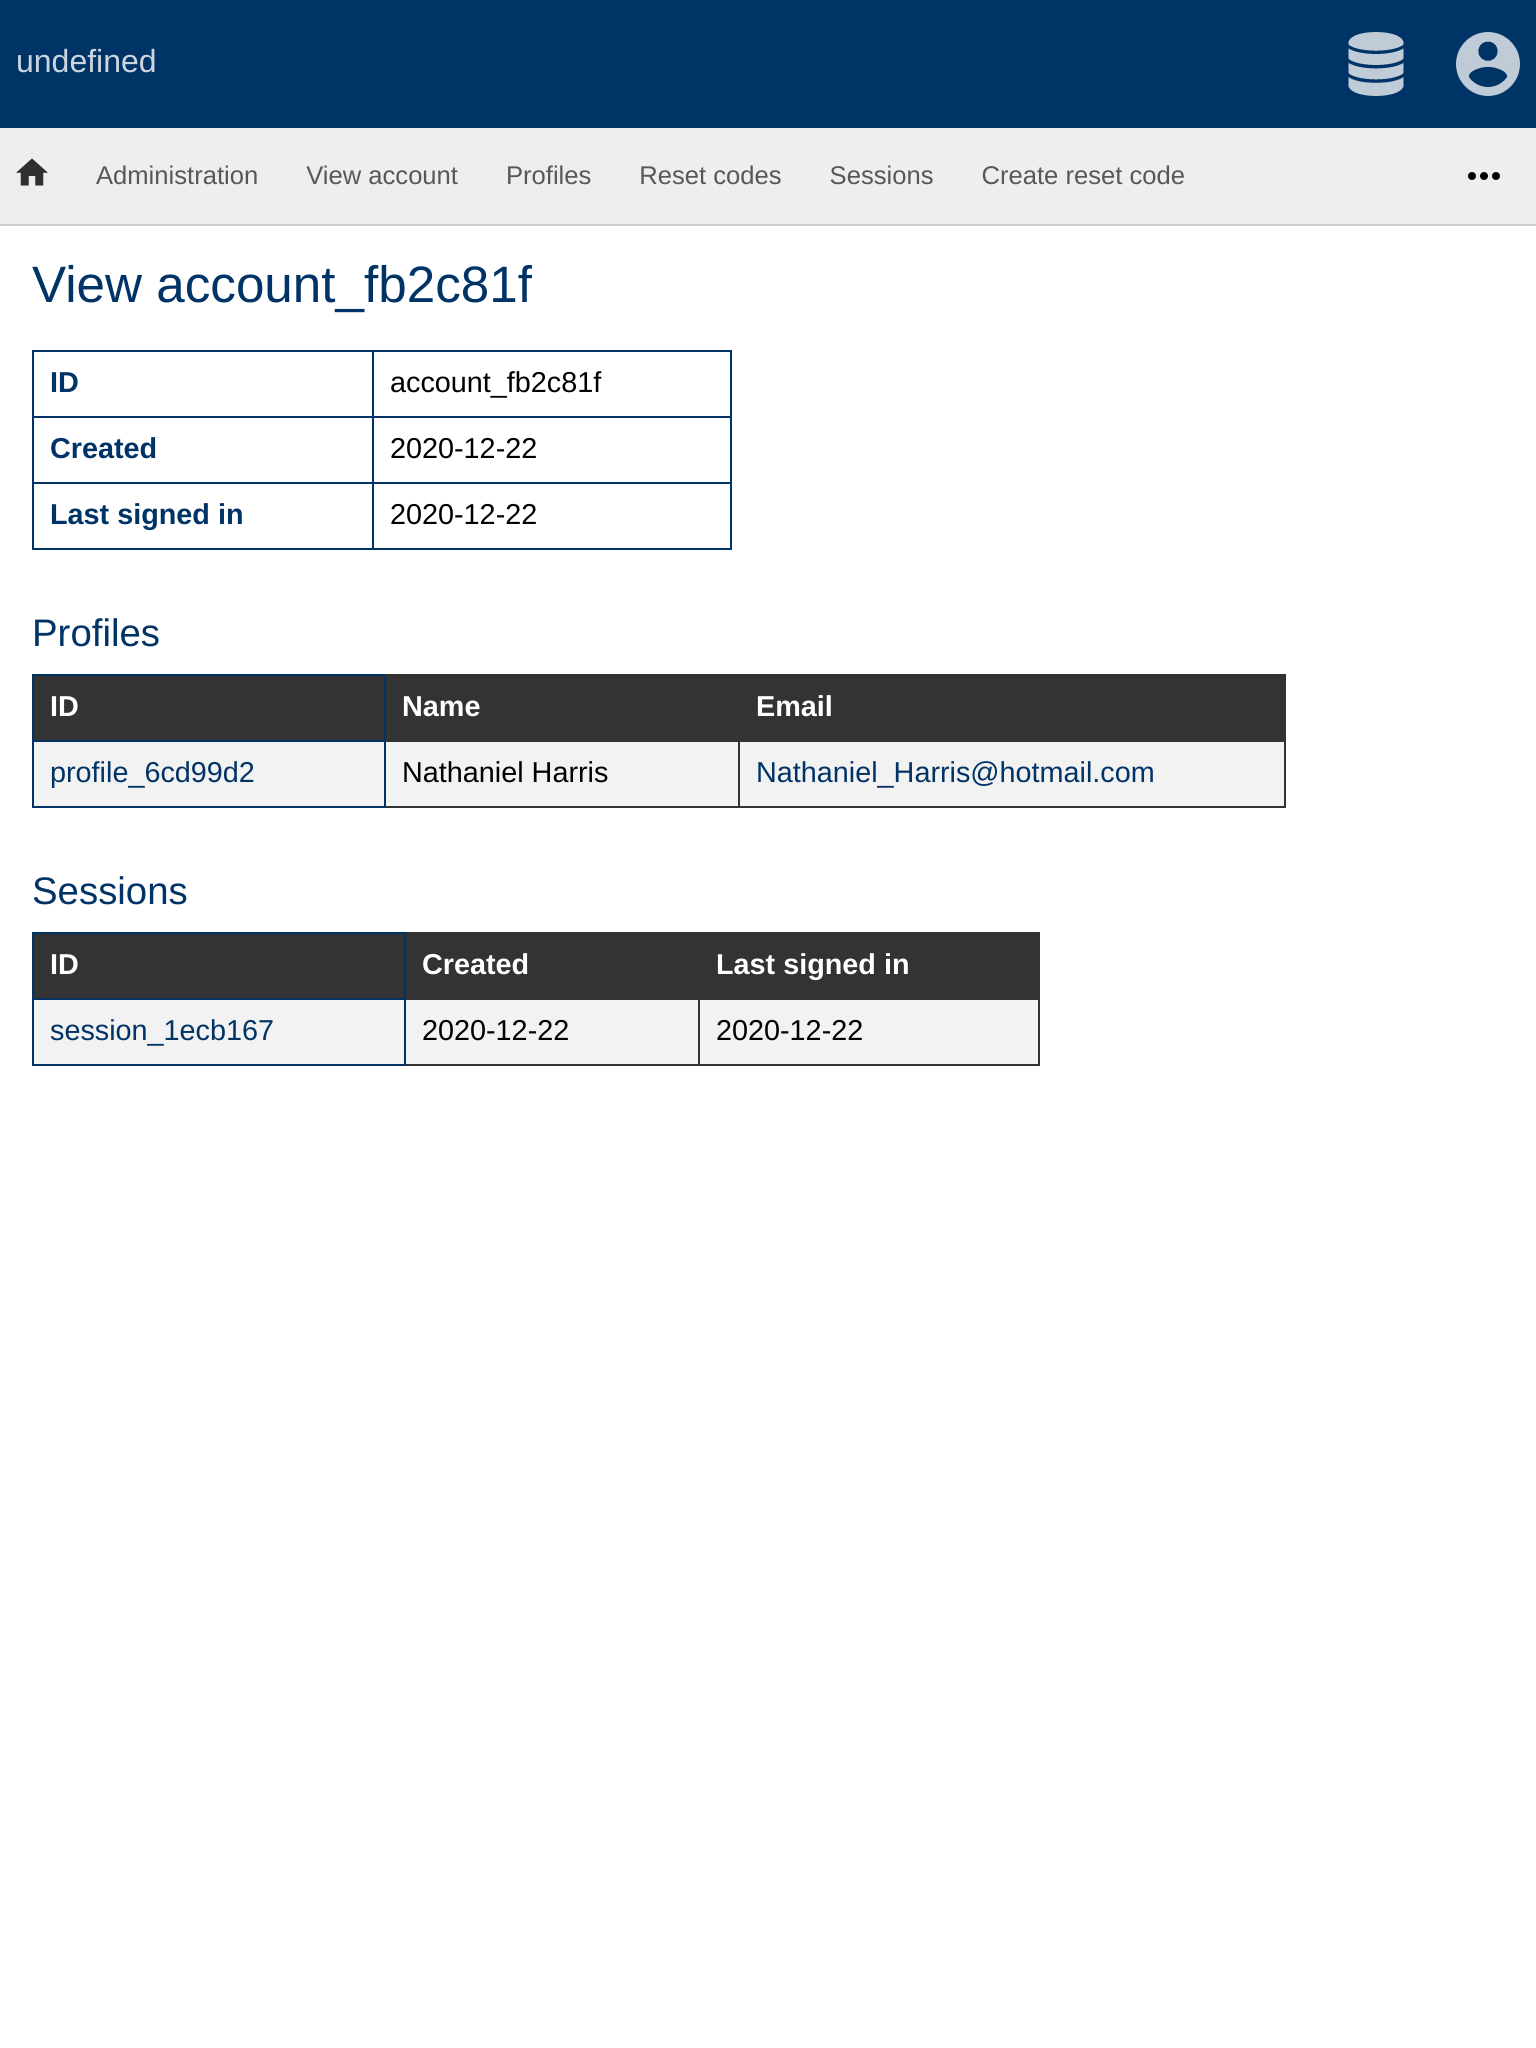 undefined
Administration View account Profiles Reset codes Sessions Create reset code
View account_fb2c81f
ID account_fb2c81f
Created 2020-12-22
Last signed in 2020-12-22
Profiles
ID Name Email
profile_6cd99d2 Nathaniel Harris Nathaniel_Harris@hotmail.com
Sessions
ID Created Last signed in
session_1ecb167 2020-12-22 2020-12-22